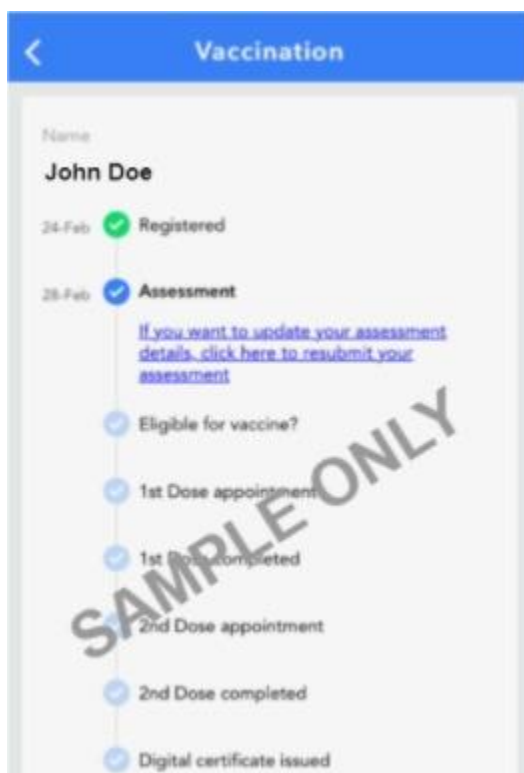 Vaccination
Name
John Doe
24-Feb Registered
28-Feb Assessment
If you want to update your assessment
details, click here to resubmit your
assessment
Eligible for vaccine?
1st Dose appointment
1st Dose completed
2nd Dose appointment
2nd Dose completed
Digital certificate issued
SAMPLE ONLY